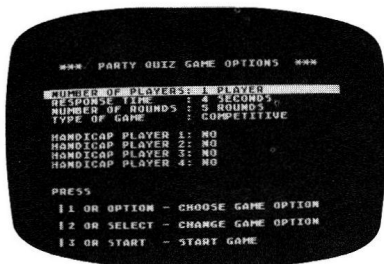 *** PARTY QUIZ GAME OPTIONS ***
NUMBER OF PLAYERS: 1 PLAYER
RESPONSE TIME : 4 SECONDS
NUMBER OF ROUNDS : 5 ROUNDS
TYPE OF GAME : COMPETITIVE
HANDICAP PLAYER 1: NO
HANDICAP PLAYER 2: NO
HANDICAP PLAYER 3: NO
HANDICAP PLAYER 4: NO
PRESS
1 OR OPTION - CHOOSE GAME OPTION
2 OR SELECT - CHANGE GAME OPTION
3 OR START - START GAME